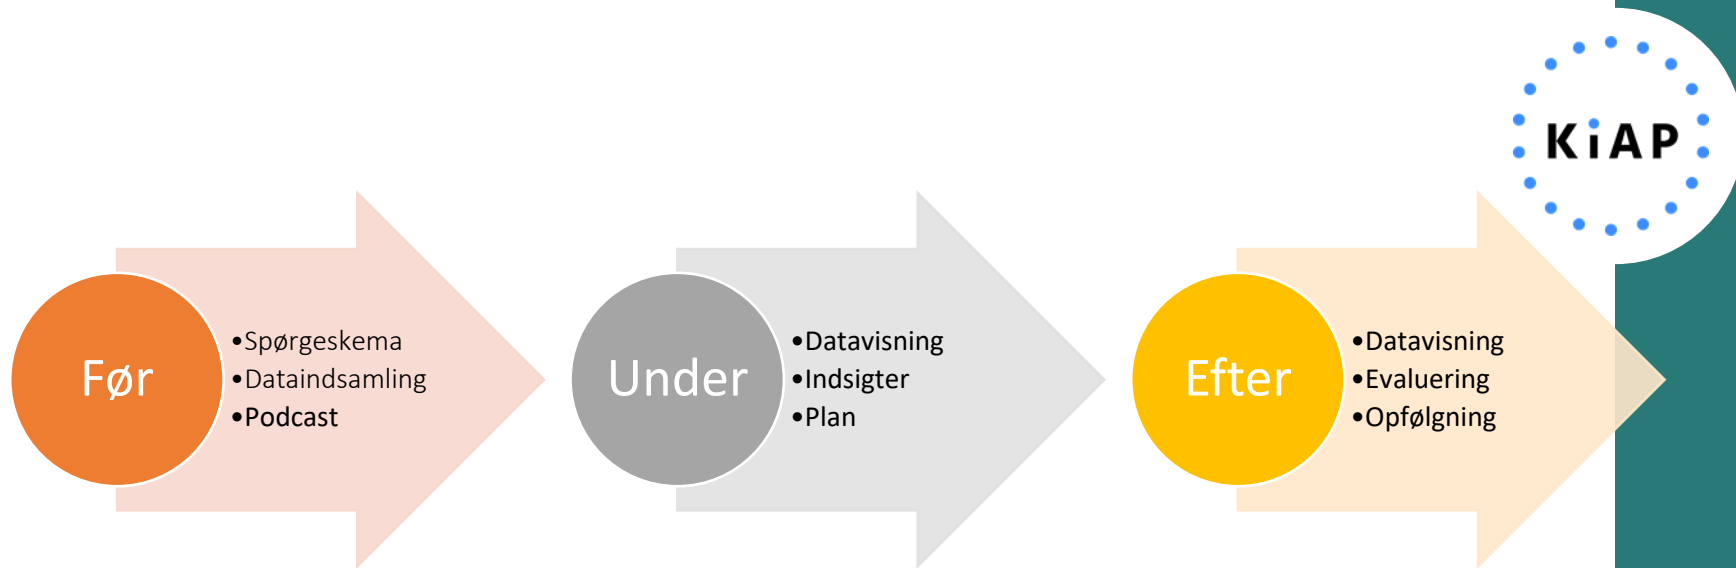 KiAP
Før
•Spørgeskema
•Dataindsamling
•Podcast
Under
•Datavisning
•Indsigter
•Plan
Efter
•Datavisning
•Evaluering
•Opfølgning